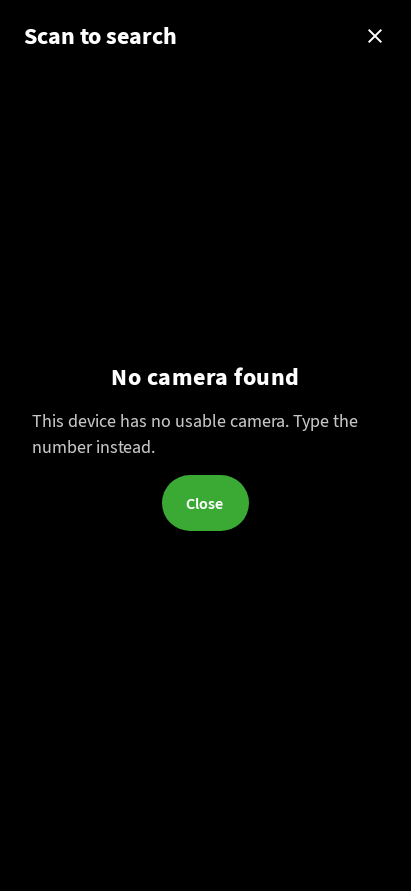 Scan to search
No camera found
This device has no usable camera. Type the
number instead.
Close